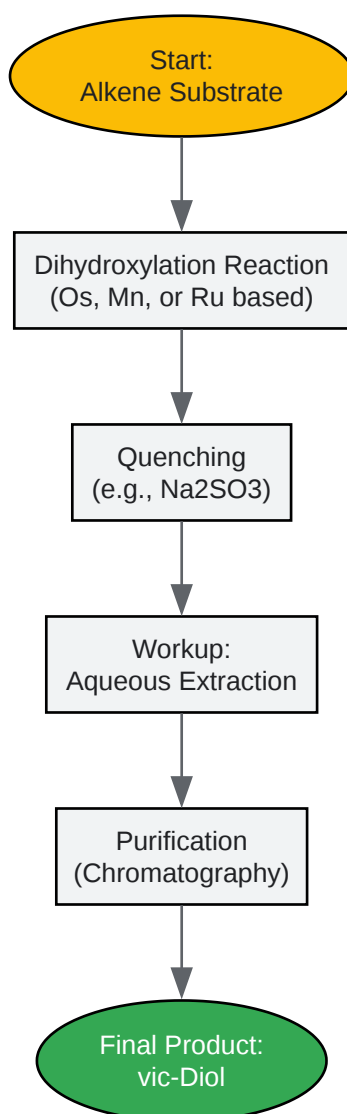 Start:
Alkene Substrate
Dihydroxylation Reaction
(Os, Mn, or Ru based)
Quenching
(e.g., Na2SO3)
Workup:
Aqueous Extraction
Purification
(Chromatography)
Final Product:
vic-Diol